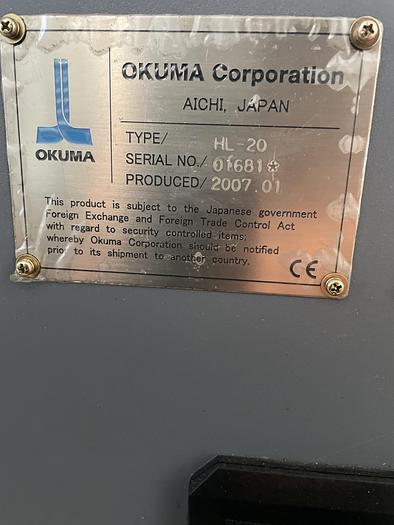 OKUMA Corporation
AICHI, JAPAN
OKUMA
TYPE/ HL-20
SERIAL NO./ 01681*
PRODUCED/ 2007.01
This product is subject to the Japanese government
Foreign Exchange and Foreign Trade Control Act
with regard to security controlled items;
whereby Okuma Corporation should be notified
prior to its shipment to another country.
CE